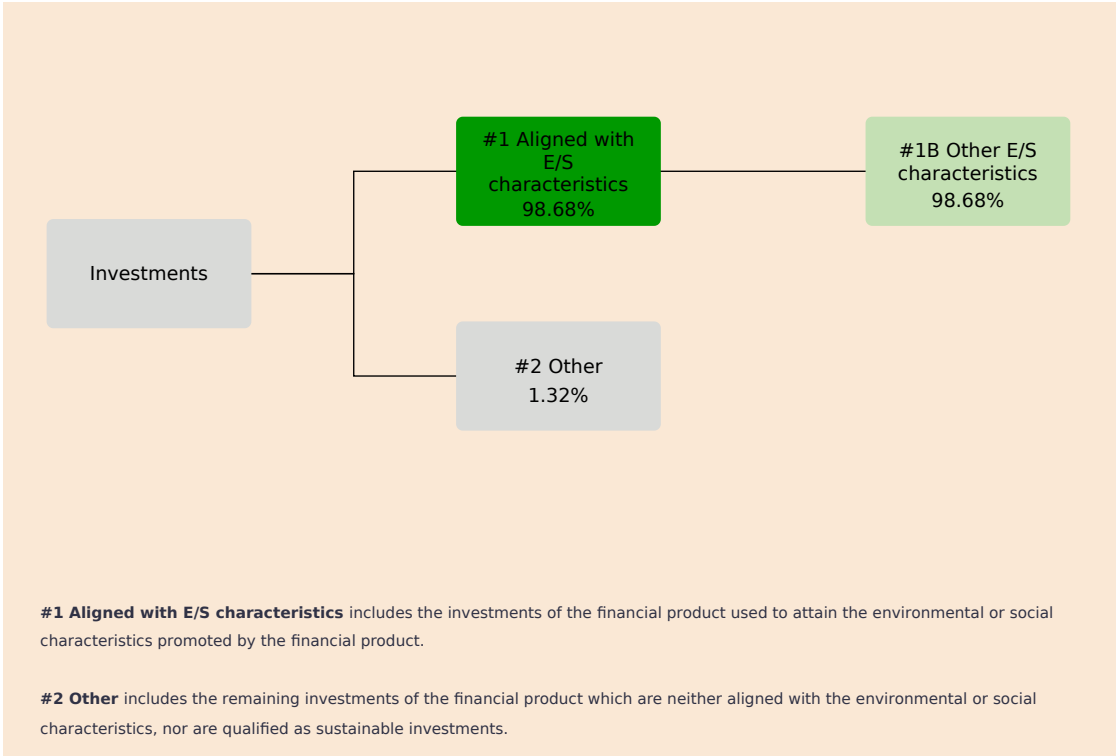 #1 Aligned with
E/S
characteristics
98.68%
#1B Other E/S
characteristics
98.68%
Investments
#2 Other
1.32%
#1 Aligned with E/S characteristics includes the investments of the financial product used to attain the environmental or social
characteristics promoted by the financial product.
#2 Other includes the remaining investments of the financial product which are neither aligned with the environmental or social
characteristics, nor are qualified as sustainable investments.